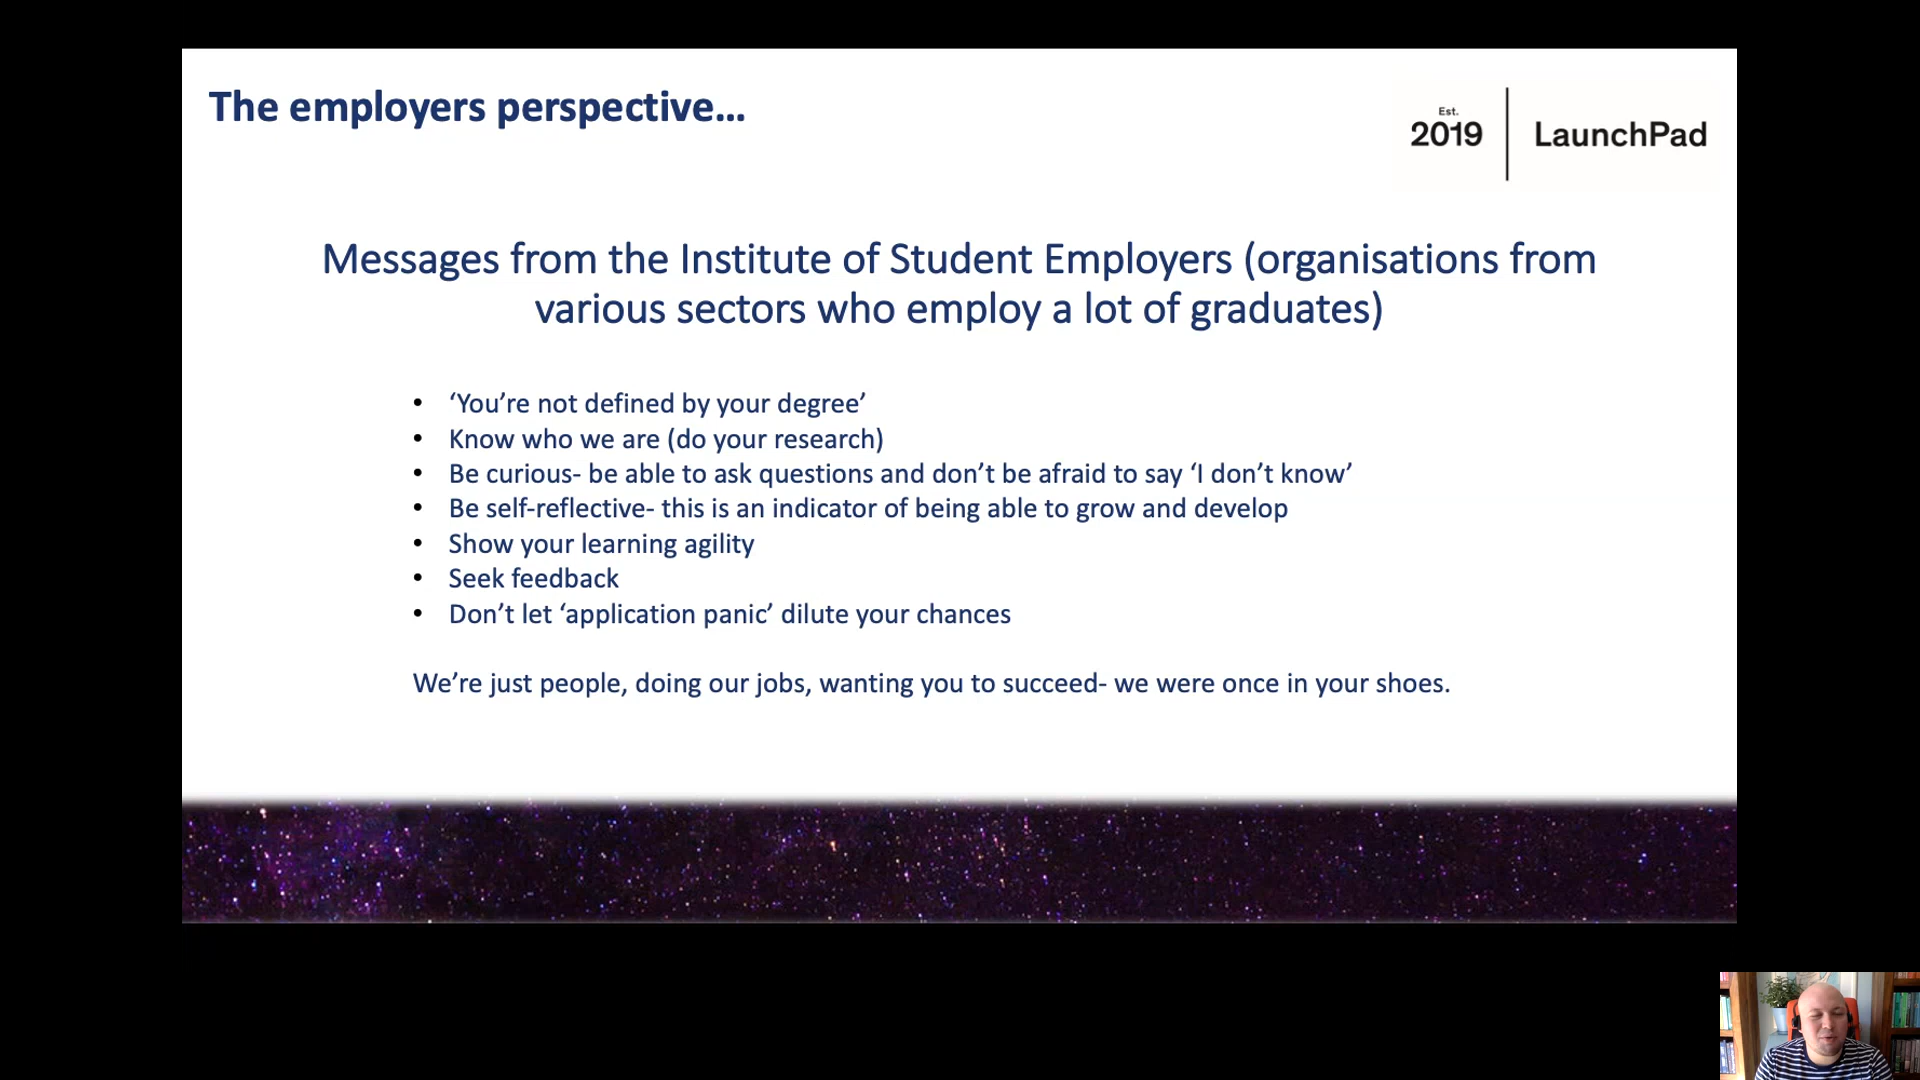 The employers perspective…
Est.
2019
LaunchPad
Messages from the Institute of Student Employers (organisations from
various sectors who employ a lot of graduates)
• ‘You’re not defined by your degree’
• Know who we are (do your research)
• Be curious- be able to ask questions and don’t be afraid to say ‘I don’t know’
• Be self-reflective- this is an indicator of being able to grow and develop
• Show your learning agility
• Seek feedback
• Don’t let ‘application panic’ dilute your chances
We’re just people, doing our jobs, wanting you to succeed- we were once in your shoes.